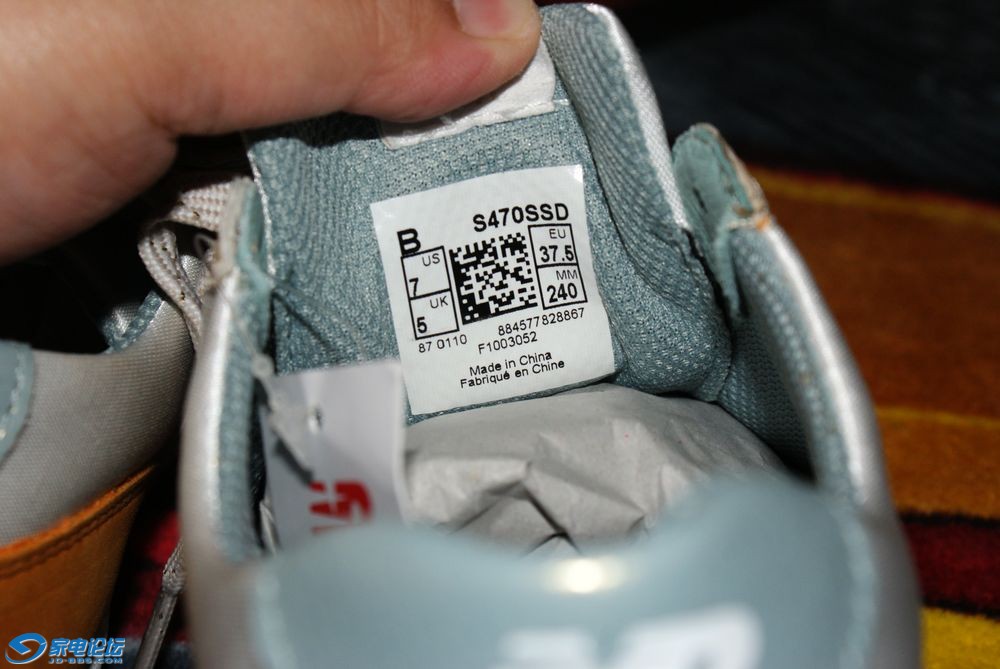 S470SSD
B
US
7
UK
5
EU
37.5
MM
240
884577828867
87 0110
F1003052
Made in China
Fabriqué en Chine
家电论坛
JD-BBS.COM